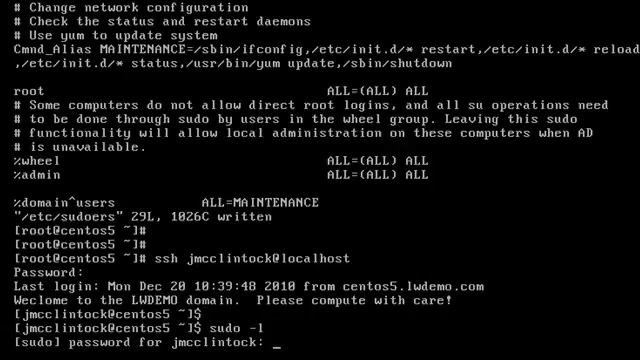 # Change network configuration
# Check the status and restart daemons
# Use yum to update system
Cmnd_Alias MAINTENANCE=/sbin/ifconfig,/etc/init.d/* restart,/etc/init.d/* reload
,/etc/init.d/* status,/usr/bin/yum update,/sbin/shutdown
root ALL=(ALL) ALL
# Some computers do not allow direct root logins, and all su operations need
# to be done through sudo by users in the wheel group. Leaving this sudo
# functionality will allow local administration on these computers when AD
# is unavailable.
%wheel ALL=(ALL) ALL
%admin ALL=(ALL) ALL
%domain^users ALL=MAINTENANCE
"/etc/sudoers" 29L, 1026C written
[root@centos5 ~]#
[root@centos5 ~]#
[root@centos5 ~]# ssh jmcclintock@localhost
Password:
Last login: Mon Dec 20 10:39:48 2010 from centos5.lwdemo.com
Weclome to the LWDEMO domain. Please compute with care!
[jmcclintock@centos5 ~]$
[jmcclintock@centos5 ~]$ sudo -l
[sudo] password for jmcclintock: _